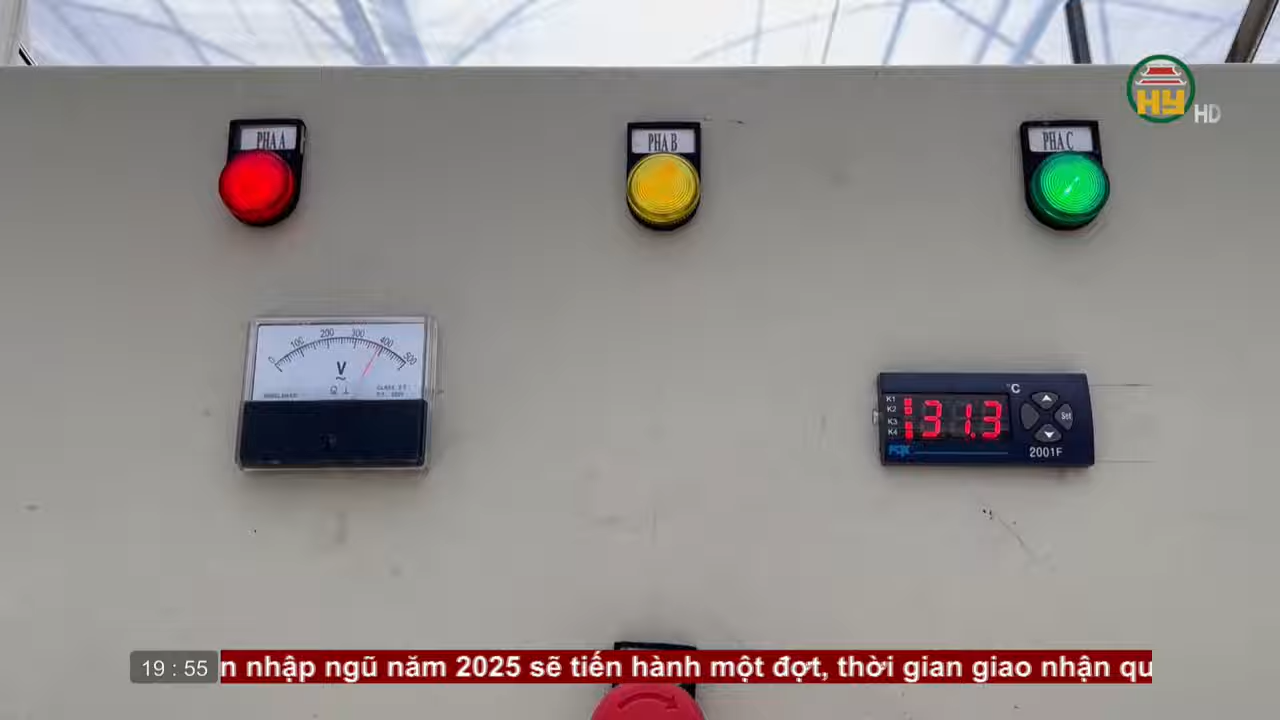 HY HD
PHA A
PHA B
PHA C
0 100 200 300 400 500
V
°C
K1
K2
K3
K4
31.3
Set
2001F
19 : 55
n nhập ngũ năm 2025 sẽ tiến hành một đợt, thời gian giao nhận qu